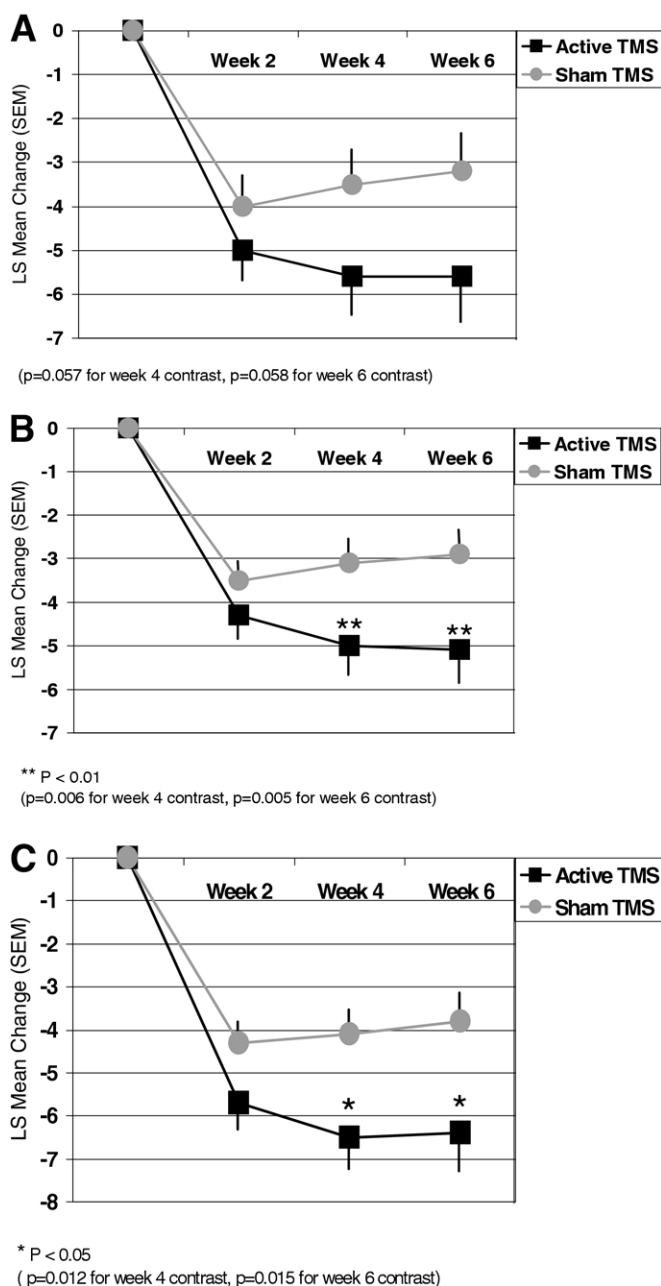 A
0
-1
-2
-3
-4
-5
-6
-7
LS Mean Change (SEM)
Week 2 Week 4 Week 6
Active TMS
Sham TMS
(p=0.057 for week 4 contrast, p=0.058 for week 6 contrast)
B
0
-1
-2
-3
-4
-5
-6
-7
LS Mean Change (SEM)
Week 2 Week 4 Week 6
Active TMS
Sham TMS
** **
** P < 0.01
(p=0.006 for week 4 contrast, p=0.005 for week 6 contrast)
C
0
-1
-2
-3
-4
-5
-6
-7
-8
LS Mean Change (SEM)
Week 2 Week 4 Week 6
Active TMS
Sham TMS
* *
* P < 0.05
( p=0.012 for week 4 contrast, p=0.015 for week 6 contrast)